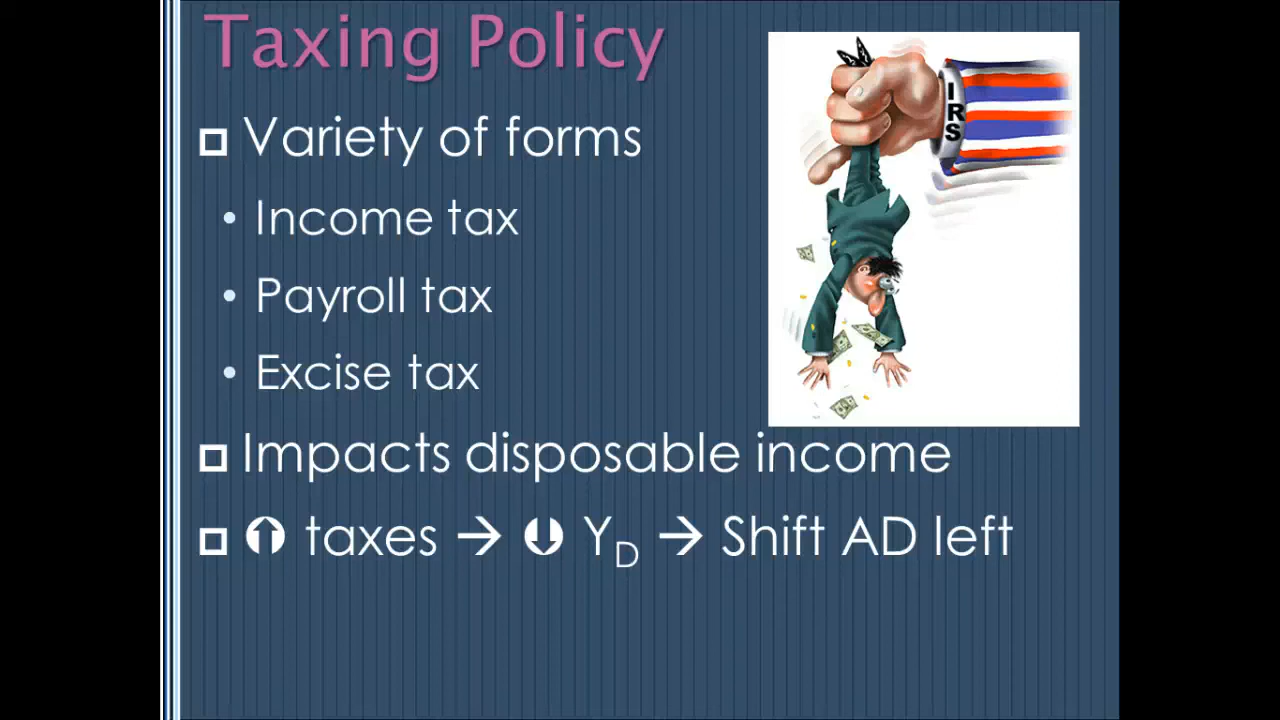 Taxing Policy
Variety of forms
• Income tax
• Payroll tax
• Excise tax
Impacts disposable income
⬆ taxes → ⬇ Y_D → Shift AD left
IRS